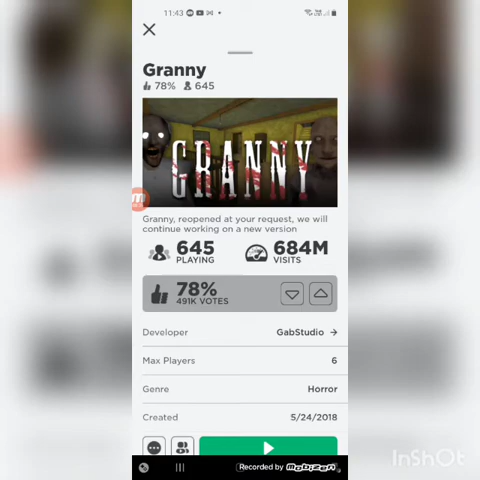 11:43
Granny
78% 645
GRANNY
Granny, reopened at your request, we will
continue working on a new version
645 PLAYING
684M VISITS
78%
491K VOTES
Developer GabStudio →
Max Players 6
Genre Horror
Created 5/24/2018
Recorded by mobizen
InShOt